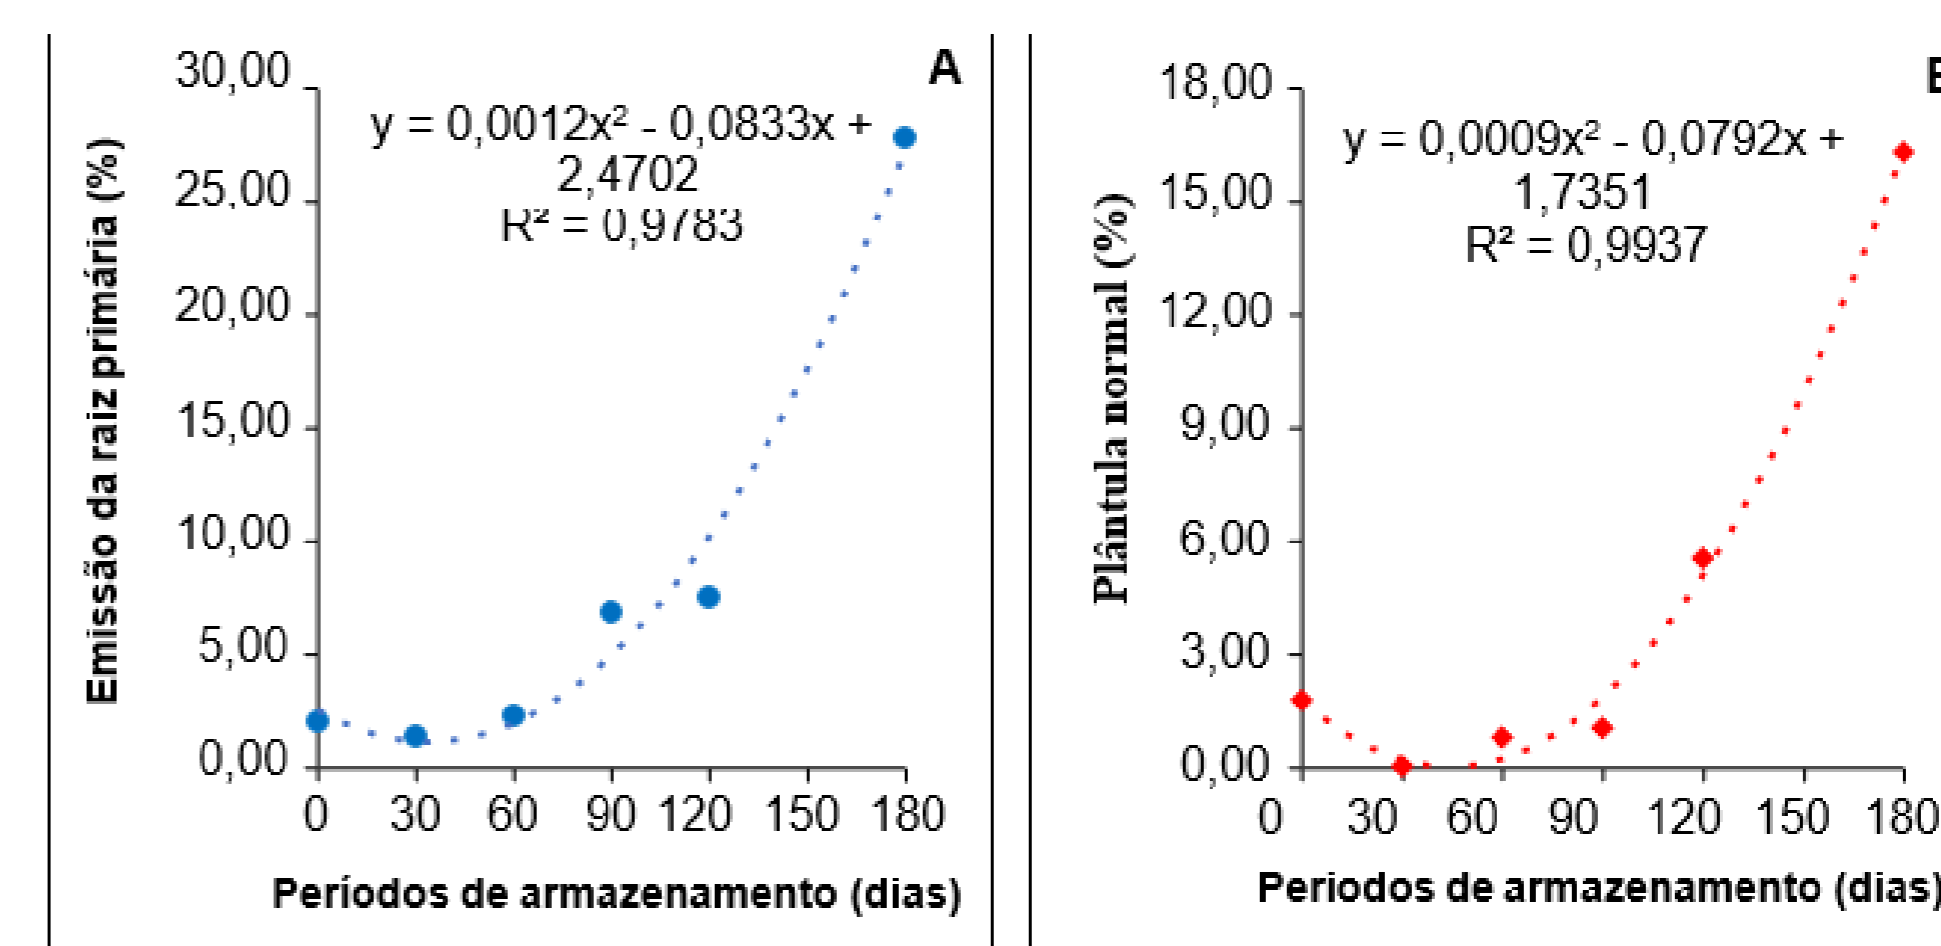 A
30,00
25,00
20,00
15,00
10,00
5,00
0,00
y = 0,0012x² - 0,0833x +
2,4702
R² = 0,9783
Emissão da raiz primária (%)
0 30 60 90 120 150 180
Períodos de armazenamento (dias)
18,00
15,00
12,00
9,00
6,00
3,00
0,00
y = 0,0009x² - 0,0792x +
1,7351
R² = 0,9937
Plântula normal (%)
0 30 60 90 120 150 180
Periodos de armazenamento (dias)